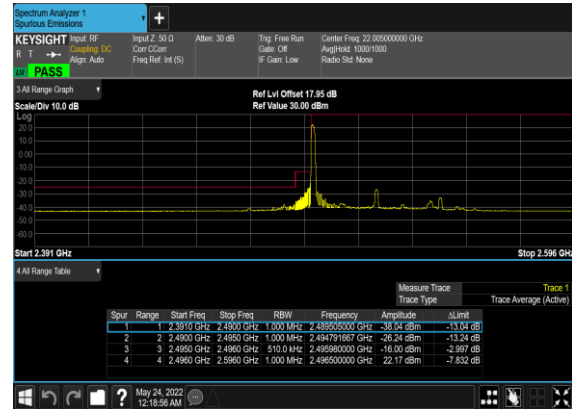 Spectrum Analyzer 1
Spurious Emissions
+
KEYSIGHT Input: RF Input Z: 50 Ω Atten: 30 dB Trig: Free Run Center Freq: 22.005000000 GHz
R T Coupling: DC Corr CCorr Gate: Off Avg|Hold: 1000/1000
Align: Auto Freq Ref: Int (S) IF Gain: Low Radio Std: None
LXI PASS
3 All Range Graph
Ref Lvl Offset 17.95 dB
Scale/Div 10.0 dB Ref Value 30.00 dBm
Log
20.0
10.0
0.00
-10.0
-20.0
-30.0
-40.0
-50.0
-60.0
Start 2.391 GHz Stop 2.596 GHz
4 All Range Table
Measure Trace Trace 1
Trace Type Trace Average (Active)
Spur Range Start Freq Stop Freq RBW Frequency Amplitude ΔLimit
1 1 2.3910 GHz 2.4900 GHz 1.000 MHz 2.489505000 GHz -38.04 dBm -13.04 dB
2 2 2.4900 GHz 2.4950 GHz 1.000 MHz 2.494791667 GHz -26.24 dBm -13.24 dB
3 3 2.4950 GHz 2.4960 GHz 510.0 kHz 2.495980000 GHz -16.00 dBm -2.997 dB
4 4 2.4960 GHz 2.5960 GHz 1.000 MHz 2.496500000 GHz 22.17 dBm -7.832 dB
? May 24, 2022
12:18:56 AM